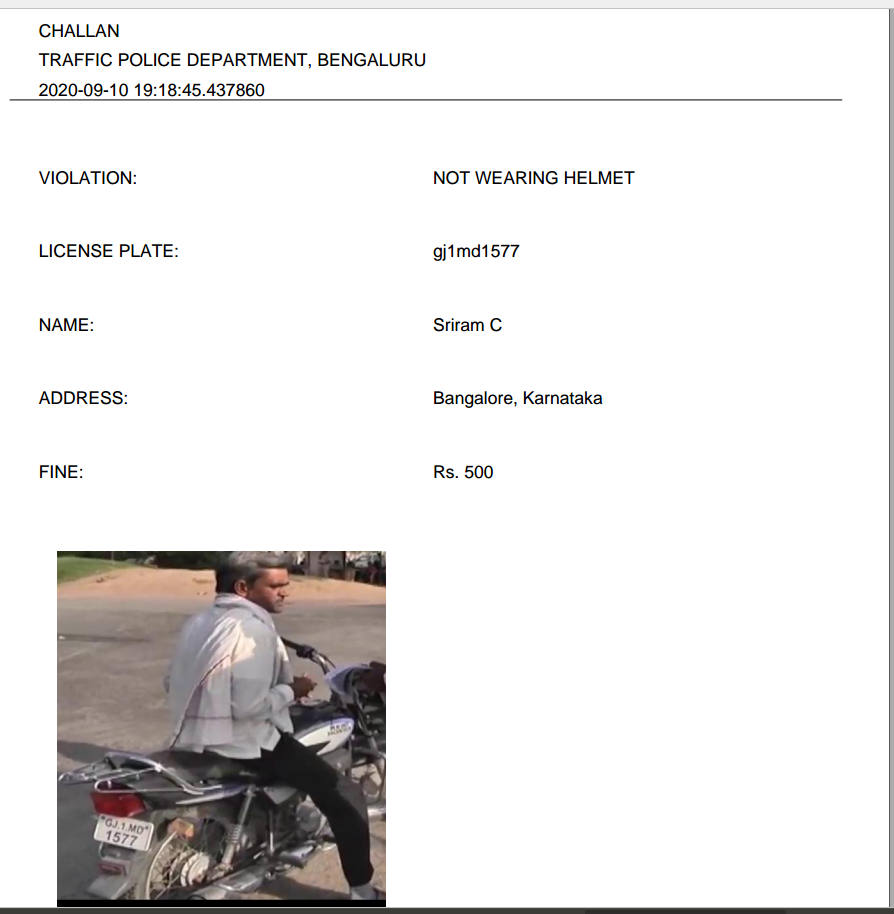 CHALLAN
TRAFFIC POLICE DEPARTMENT, BENGALURU
2020-09-10 19:18:45.437860
VIOLATION: NOT WEARING HELMET
LICENSE PLATE: gj1md1577
NAME: Sriram C
ADDRESS: Bangalore, Karnataka
FINE: Rs. 500
GJ.1.MD
1577